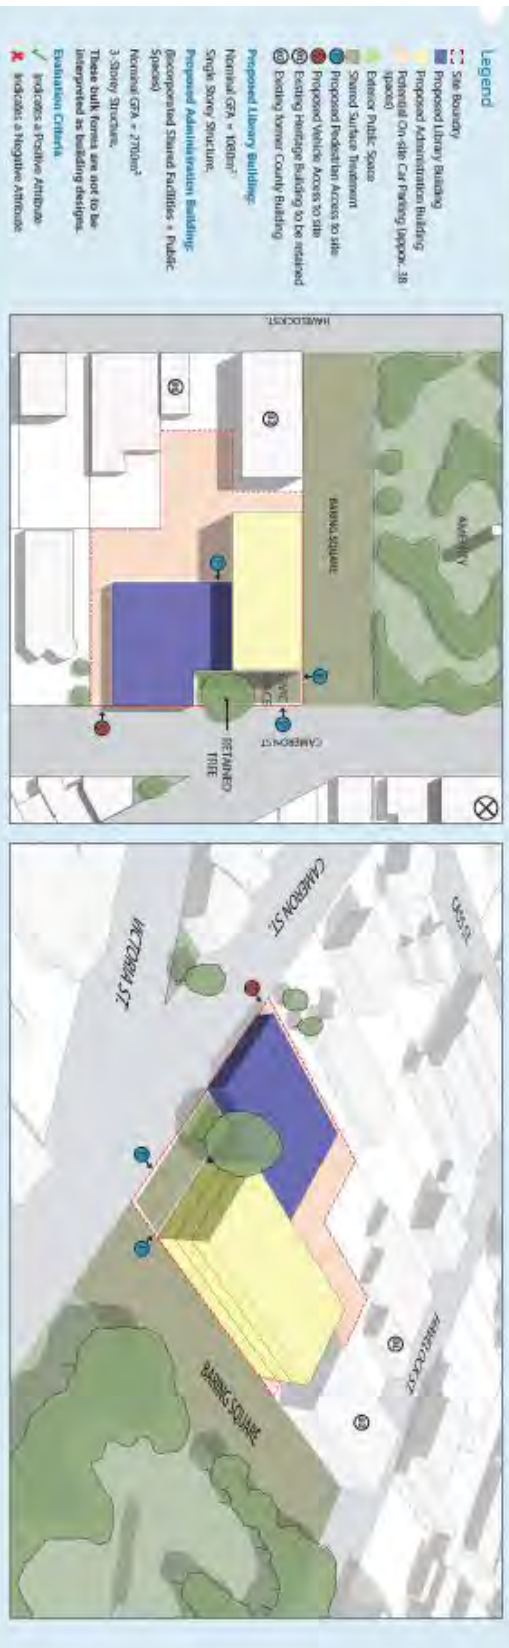 Legend
Site Boundary
Proposed Library Building
Proposed Administration Building
Potential On-site Car Parking (approx. 38
spaces)
Exterior Public Space
Shared Surface Treatment
Proposed Pedestrian Access to site
Proposed Vehicle Access to site
Existing Heritage Building to be retained
Existing former County Building
Proposed Library Building:
Nominal GFA = 1080m²
Single Storey Structure,
Proposed Administration Building:
(Incorporated Shared Facilities + Public
Spaces)
Nominal GFA = 2760m²
3-Storey Structure,
These bulk forms are not to be
interpreted as building designs.
Evaluation Criteria
✓ Indicates a Positive Attribute
✗ Indicates a Negative Attribute
HAVELOCK ST.
BARING SQUARE
CAMERON ST.
RETAINED
TREE
CASS ST.
CAMERON ST.
VICTORIA ST.
HAVELOCK ST.
BARING SQUARE